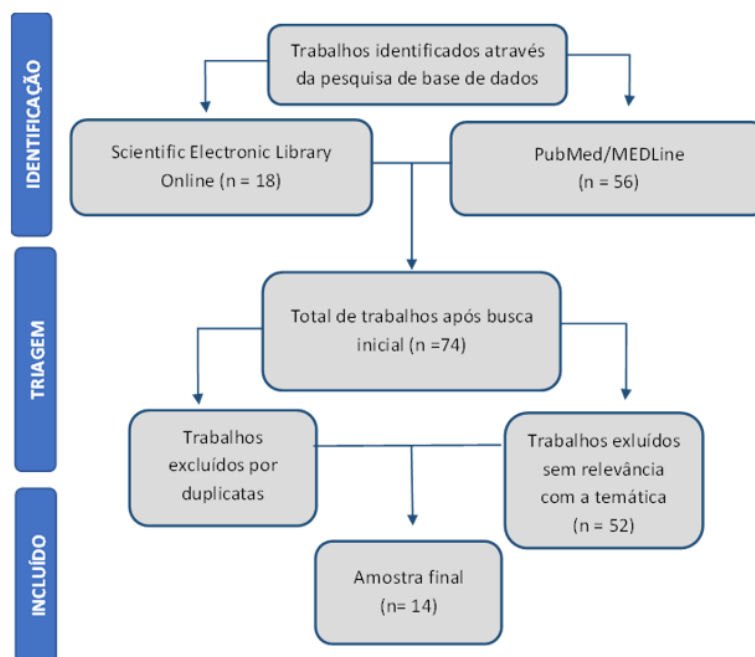 IDENTIFICAÇÃO
Trabalhos identificados através
da pesquisa de base de dados
Scientific Electronic Library
Online (n = 18)
PubMed/MEDLine
(n = 56)
TRIAGEM
Total de trabalhos após busca
inicial (n =74)
Trabalhos
excluídos por
duplicatas
Trabalhos exluídos
sem relevância
com a temática
(n = 52)
INCLUÍDO
Amostra final
(n= 14)